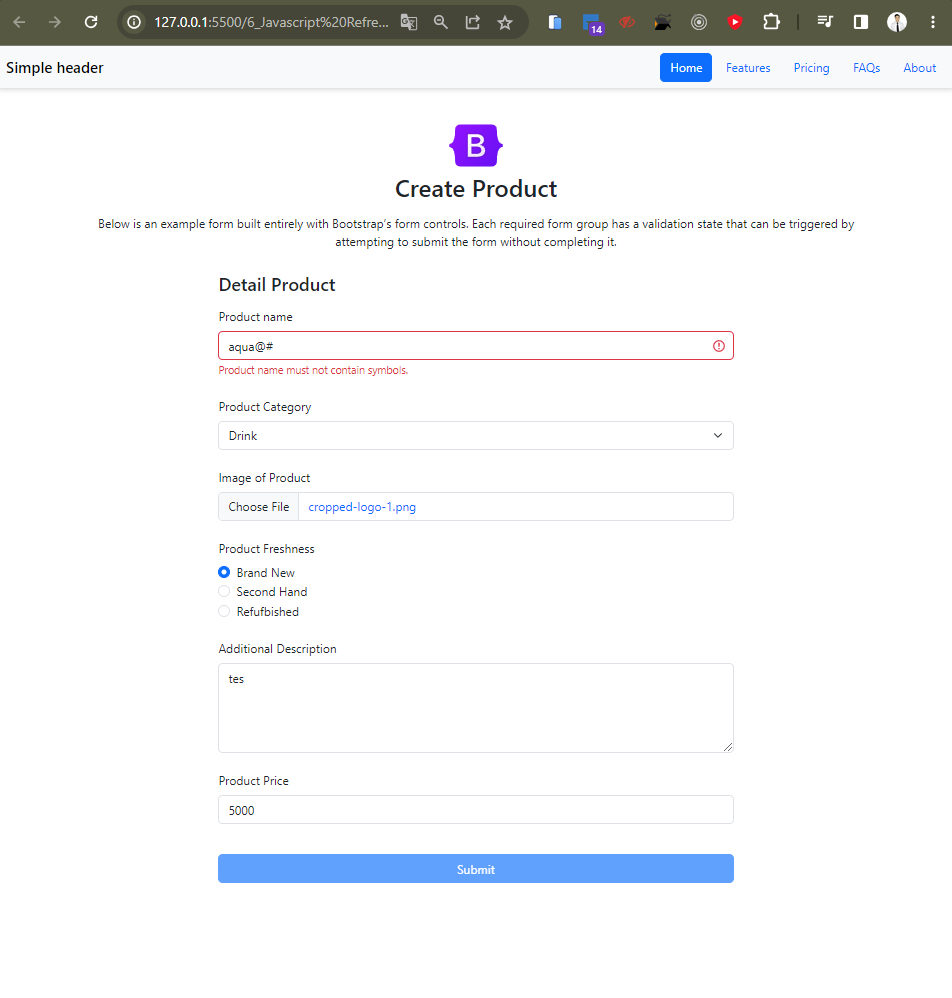 127.0.0.1:5500/6_Javascript%20Refre...
14
Simple header
Home
Features
Pricing
FAQs
About
B
Create Product
Below is an example form built entirely with Bootstrap’s form controls. Each required form group has a validation state that can be triggered by
attempting to submit the form without completing it.
Detail Product
Product name
aqua@#
Product name must not contain symbols.
Product Category
Drink
Image of Product
Choose File
cropped-logo-1.png
Product Freshness
Brand New
Second Hand
Refufbished
Additional Description
tes
Product Price
5000
Submit